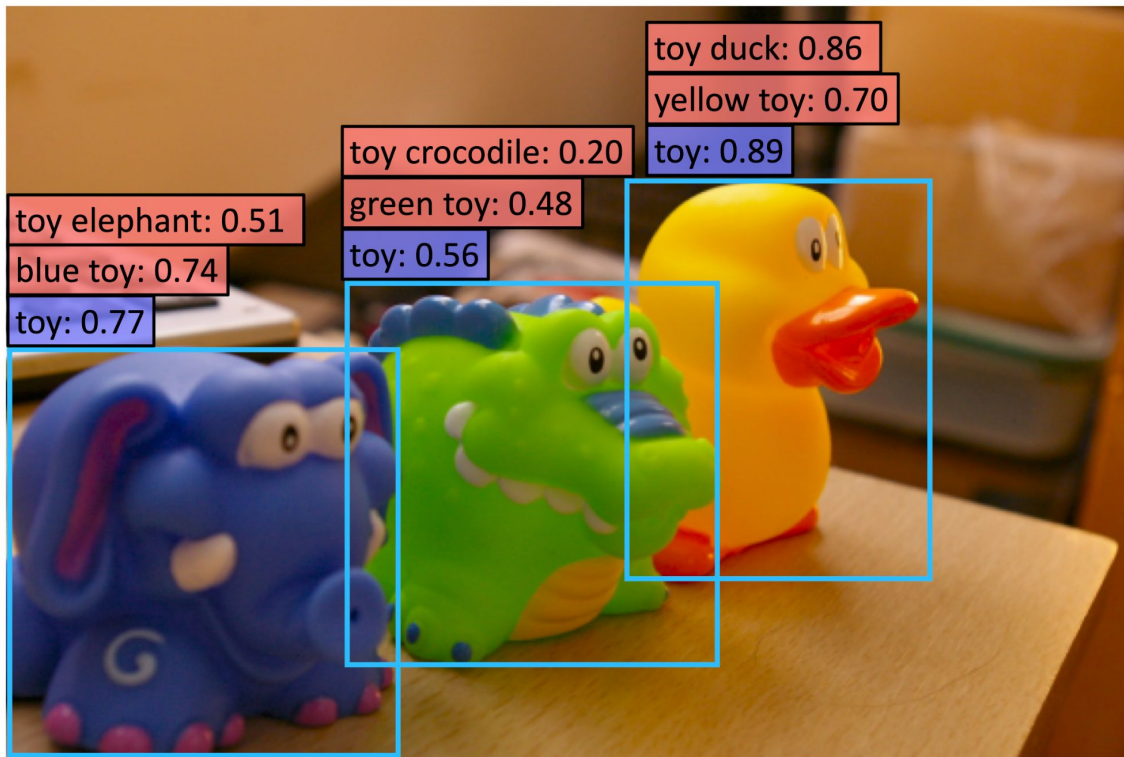 toy duck: 0.86
yellow toy: 0.70
toy: 0.89
toy crocodile: 0.20
green toy: 0.48
toy: 0.56
toy elephant: 0.51
blue toy: 0.74
toy: 0.77